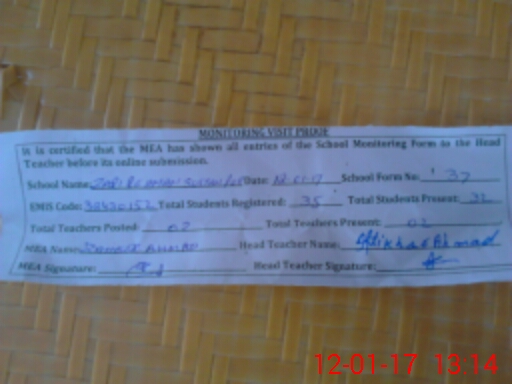 MONITORING VISIT PROOF
It is certified that the MEA has shown all entries of the School Monitoring Form to the Head
Teacher before its online submission.
School Name: Date: School Form No: 37
EMIS Code: 38430152 Total Students Registered: 35 Total Students Present: 32
Total Teachers Posted: 02 Total Teachers Present: 02
MEA Name: AHMAD Head Teacher Name: Iftikhar Ahmad
MEA Signature: Head Teacher Signature:
12-01-17 13:14